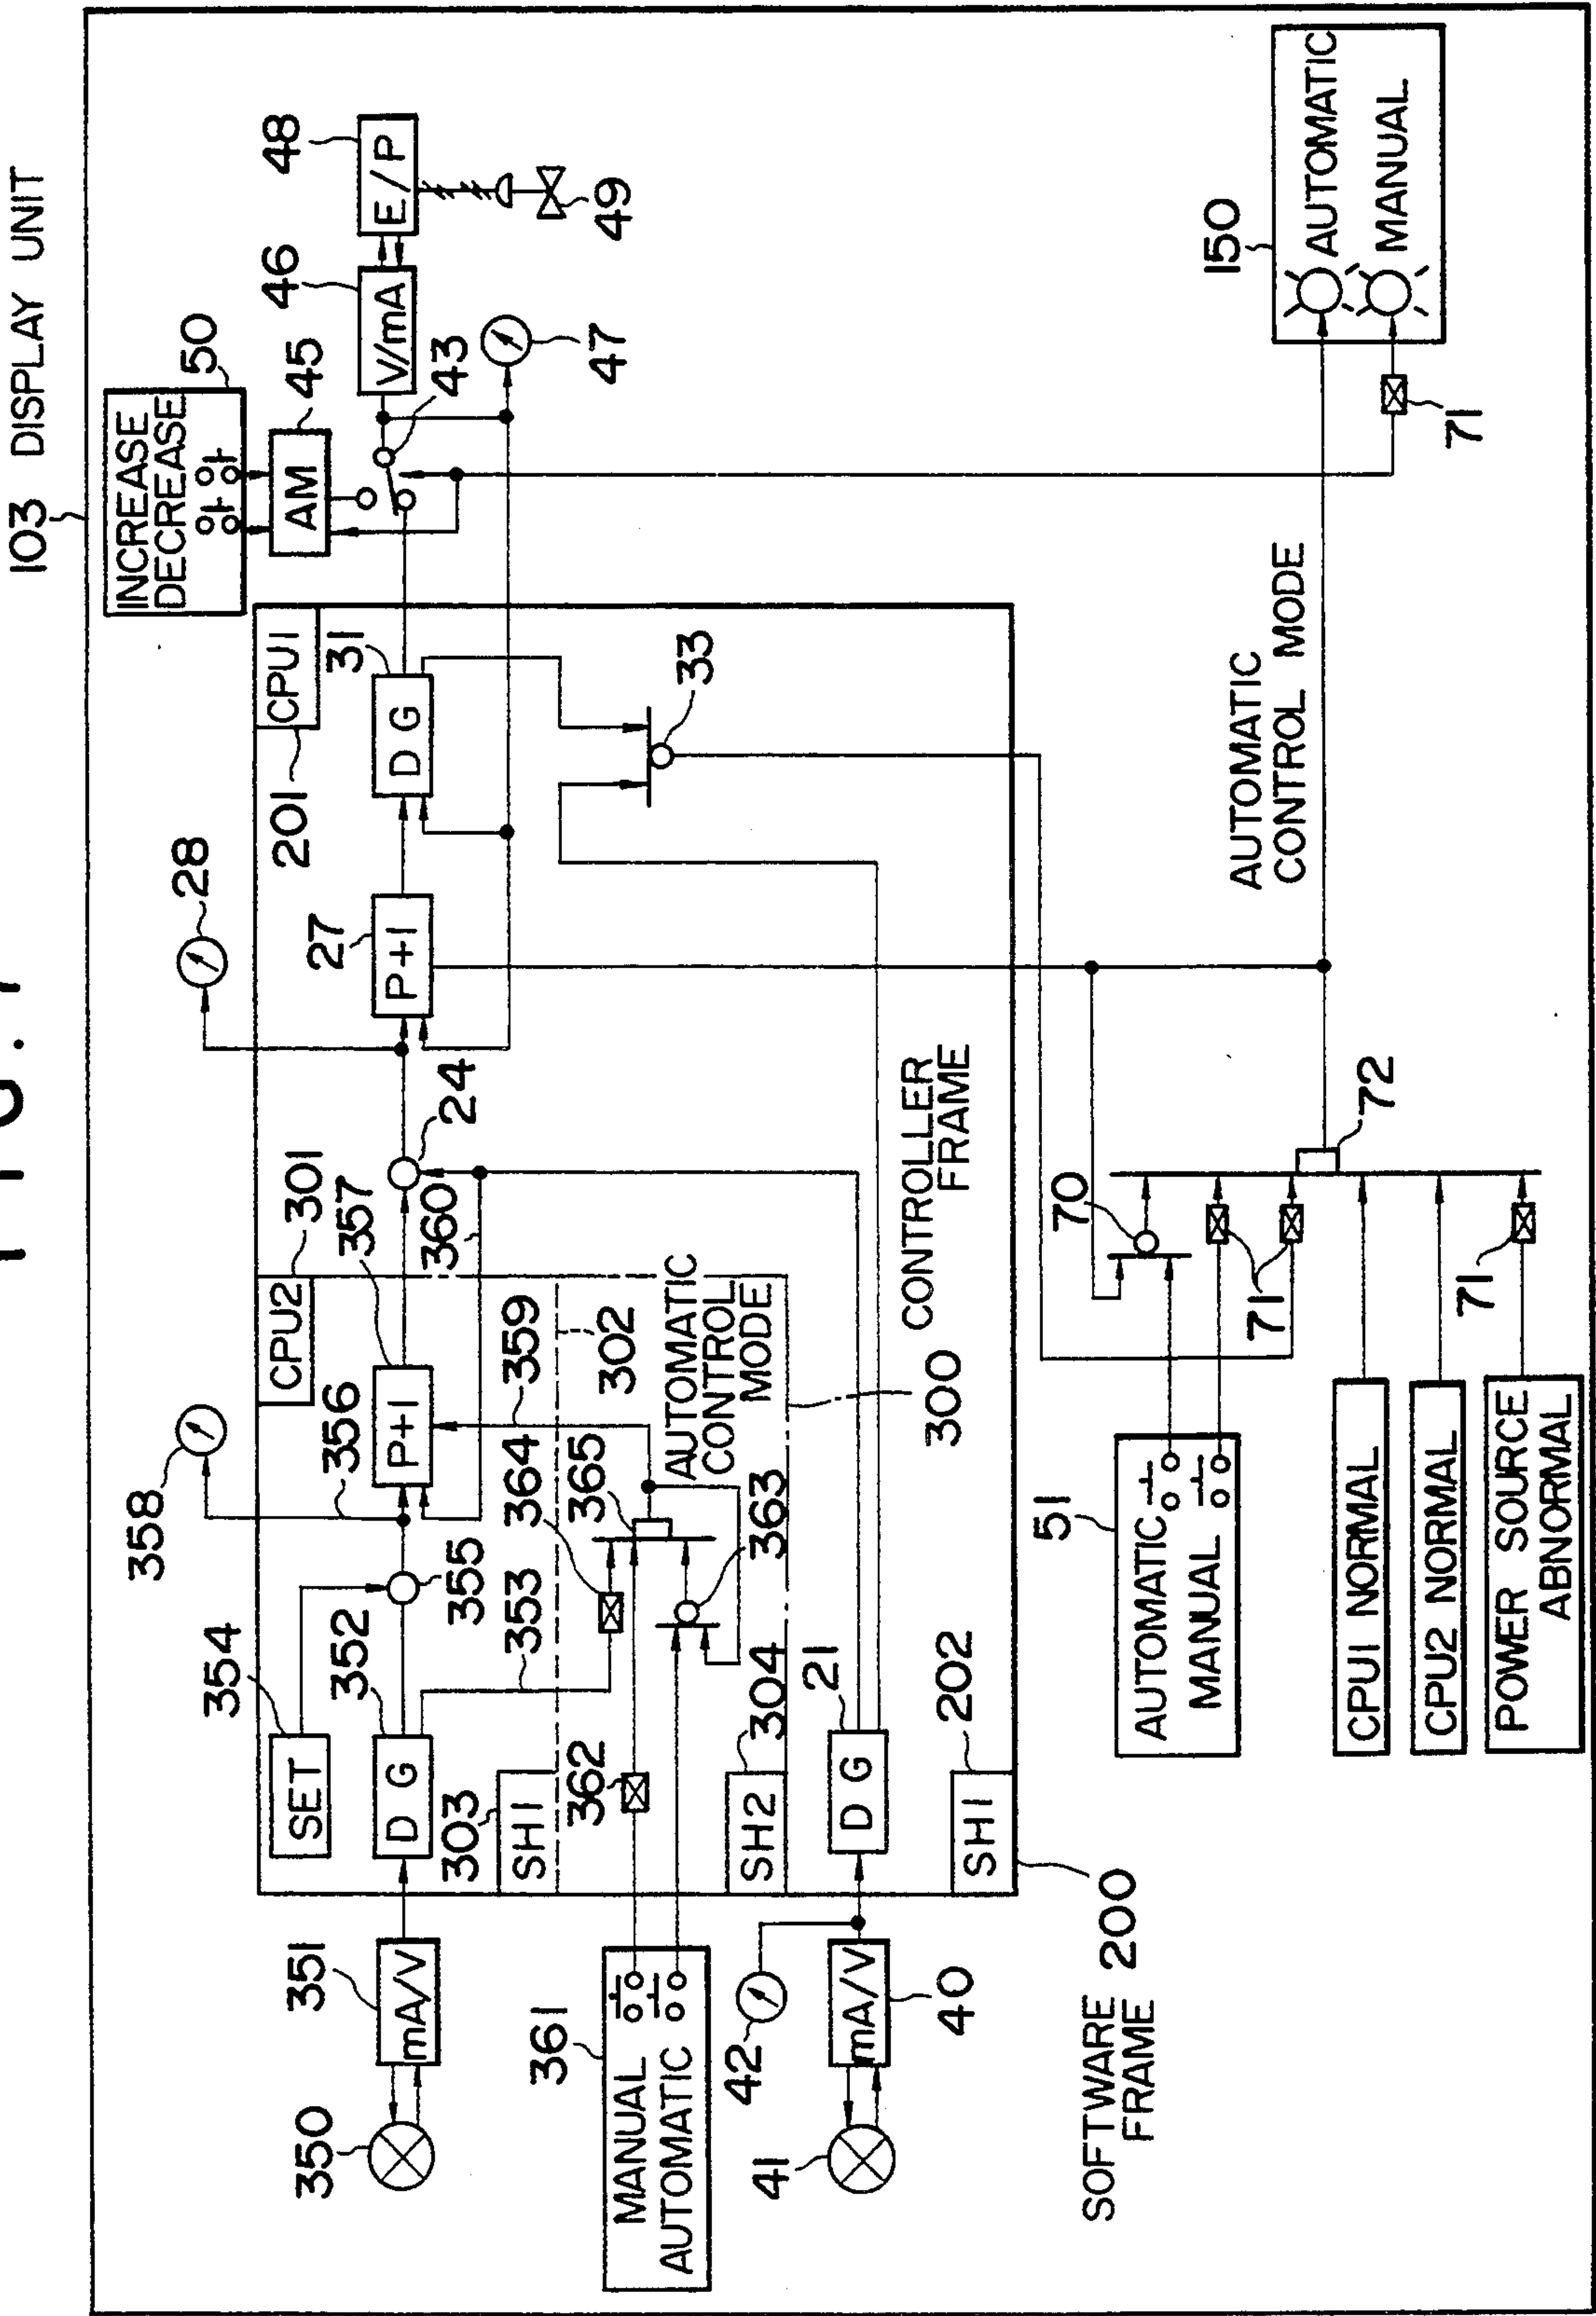 FIG. 7
103 DISPLAY UNIT
INCREASE
DECREASE
50
45
AM
46
48
V/mA
E/P
43
47
49
358
28
354
SET
352
D G
355
356
CPU2
301
P+I
357
24
360
27
P+I
201
CPU1
31
D G
33
350
351
mA/V
303
SH1
353
359
302
364
365
363
AUTOMATIC
CONTROL
MODE
361
MANUAL
AUTOMATIC
362
304
SH2
42
41
mA/V
40
21
D G
202
SH1
300
CONTROLLER
FRAME
SOFTWARE
FRAME 200
51
AUTOMATIC
MANUAL
70
71
72
CPU1 NORMAL
CPU2 NORMAL
POWER SOURCE
ABNORMAL
71
AUTOMATIC
CONTROL MODE
150
AUTOMATIC
MANUAL
71